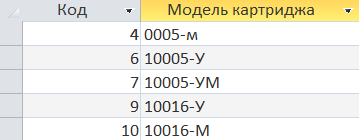 Код Модель картриджа
4 0005-м
6 10005-У
7 10005-УМ
9 10016-У
10 10016-М